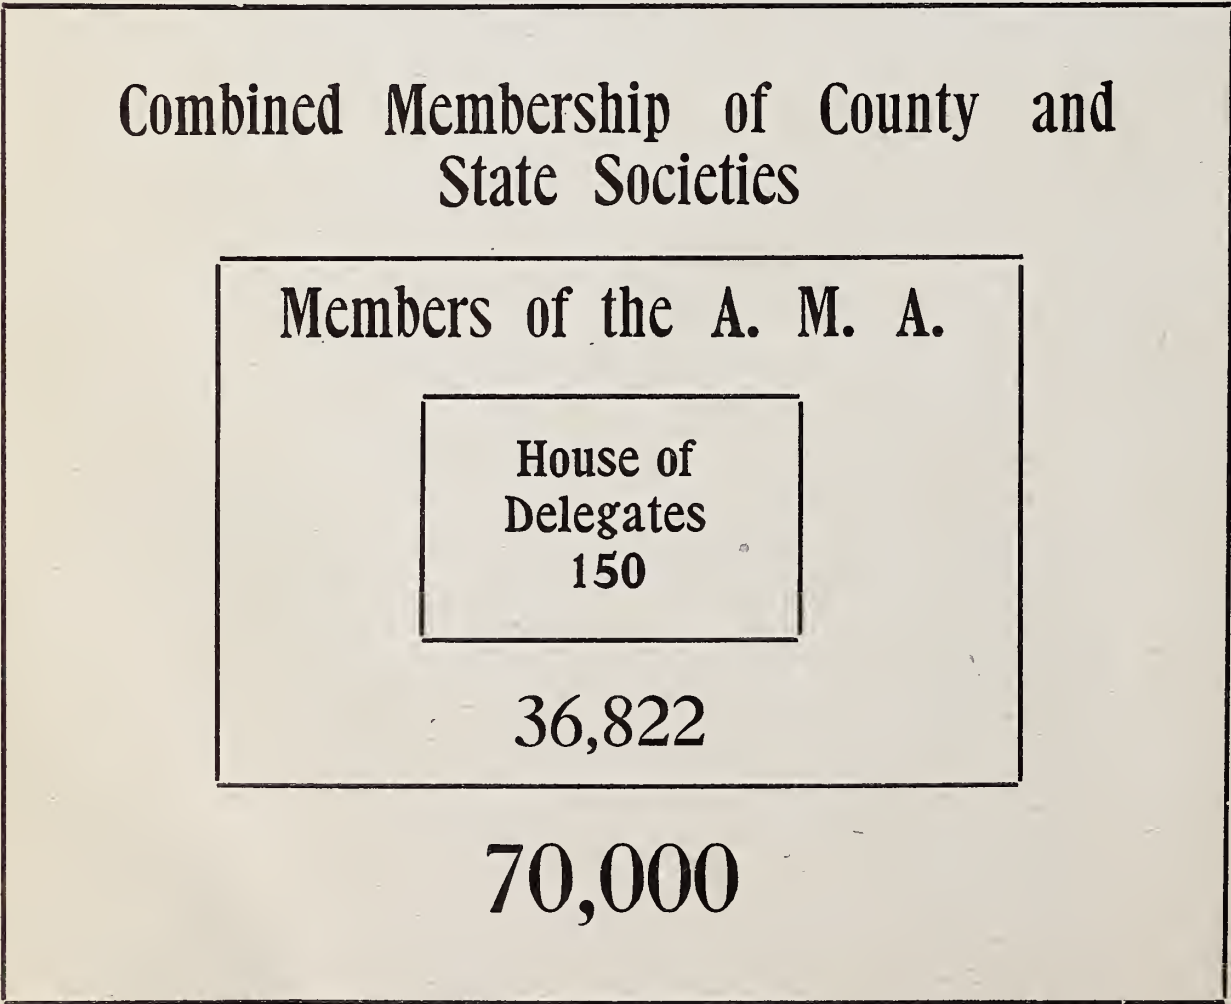 Combined Membership of County and
State Societies
Members of the A. M. A.
House of
Delegates
150
36,822
70,000